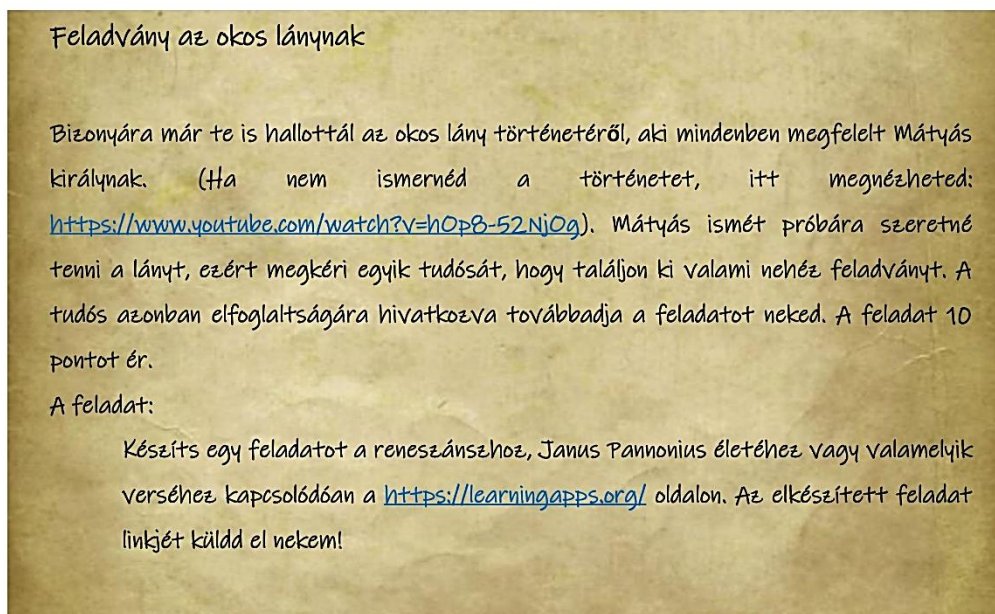 Feladvány az okos lánynak
Bizonyára már te is hallottál az okos lány történetéről, aki mindenben megfelelt Mátyás
királynak. (Ha nem ismernéd a történetet, itt megnézheted:
https://www.youtube.com/watch?v=hOp8-52NjOg). Mátyás ismét próbára szeretné
tenni a lányt, ezért megkéri egyik tudósát, hogy találjon ki valami nehéz feladványt. A
tudós azonban elfoglaltságára hivatkozva továbbadja a feladatot neked. A feladat 10
pontot ér.
A feladat:
Készíts egy feladatot a reneszánszhoz, Janus Pannonius életéhez vagy valamelyik
verséhez kapcsolódóan a https://learningapps.org/ oldalon. Az elkészített feladat
linkjét küldd el nekem!